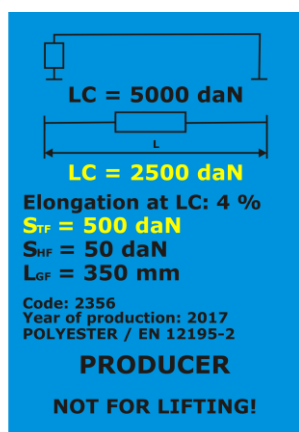 LC = 5000 daN
L
LC = 2500 daN
Elongation at LC: 4 %
STF = 500 daN
SHF = 50 daN
LGF = 350 mm
Code: 2356
Year of production: 2017
POLYESTER / EN 12195-2
PRODUCER
NOT FOR LIFTING!